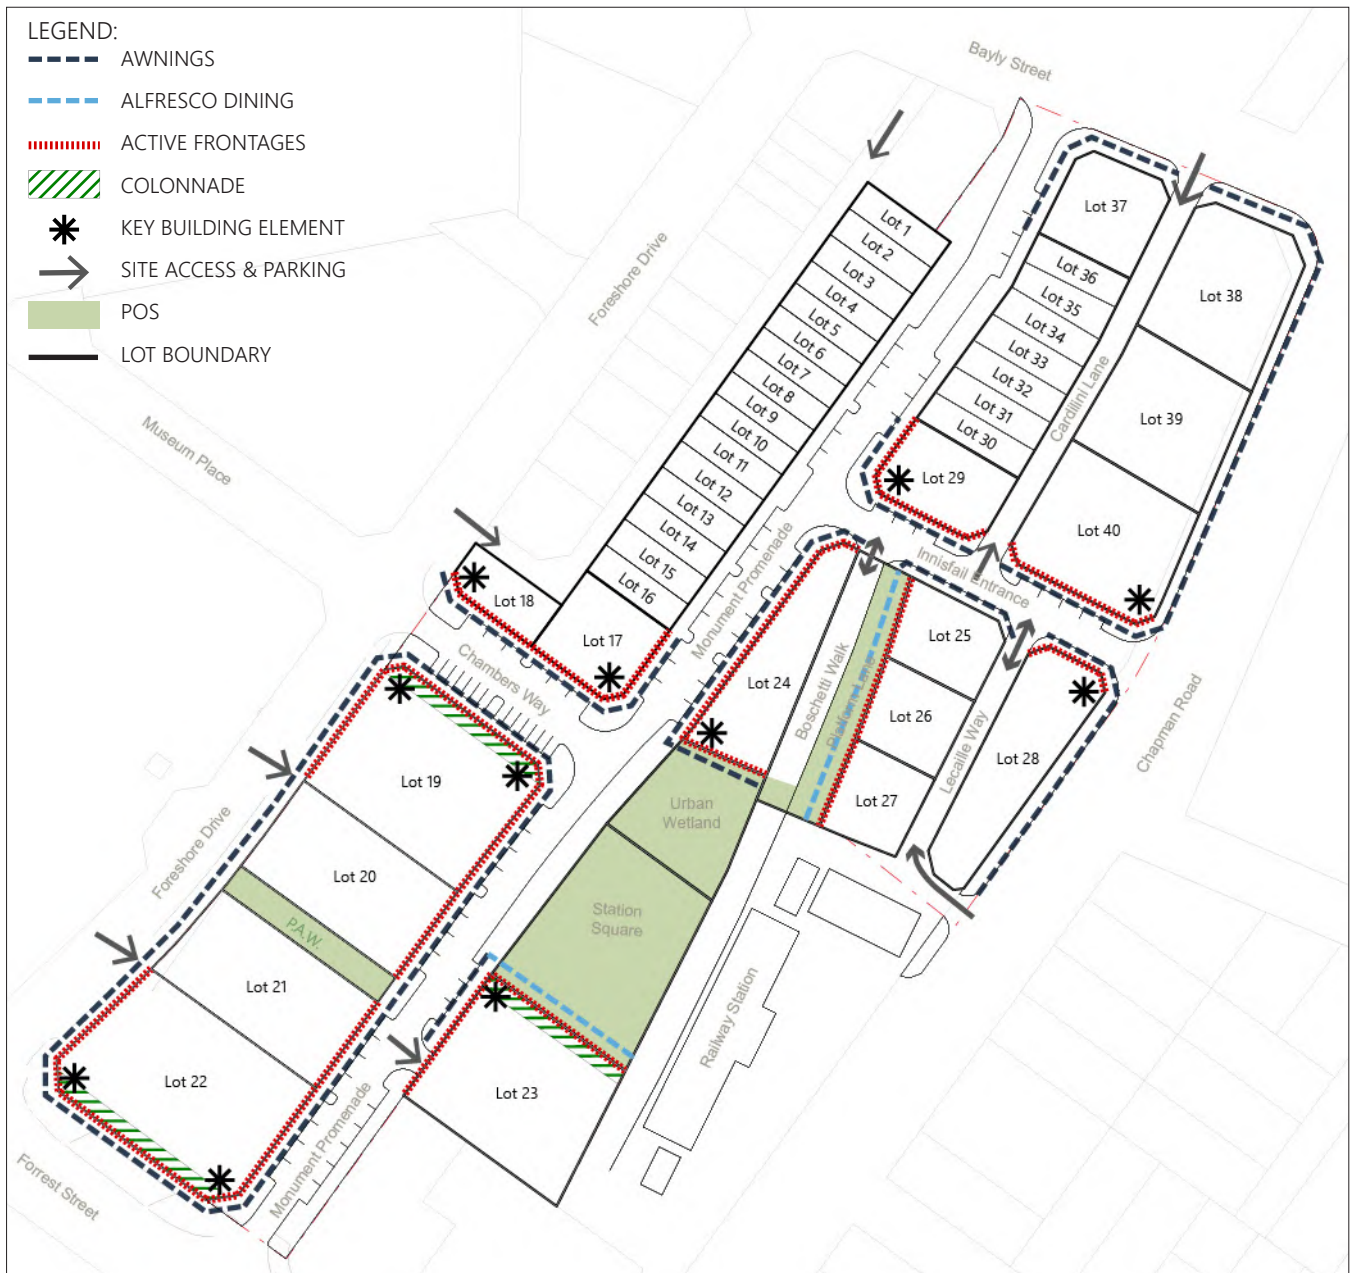 LEGEND:
AWNINGS
ALFRESCO DINING
ACTIVE FRONTAGES
COLONNADE
KEY BUILDING ELEMENT
SITE ACCESS & PARKING
POS
LOT BOUNDARY
Bayly Street
Foreshore Drive
Museum Place
Lot 1
Lot 2
Lot 3
Lot 4
Lot 5
Lot 6
Lot 7
Lot 8
Lot 9
Lot 10
Lot 11
Lot 12
Lot 13
Lot 14
Lot 15
Lot 16
Lot 17
Lot 18
Lot 37
Lot 36
Lot 35
Lot 34
Lot 33
Lot 32
Lot 31
Lot 30
Lot 29
Lot 38
Lot 39
Lot 40
Cardilini Lane
Innisfail Entrance
Monument Promenade
Chambers Way
Lot 24
Boschetti Walk
Platform Lane
Lot 25
Lot 26
Lot 27
Lecaille Way
Lot 28
Chapman Road
Lot 19
Lot 20
P.A.W.
Lot 21
Lot 22
Foreshore Drive
Urban
Wetland
Station
Square
Lot 23
Railway Station
Monument Promenade
Forrest Street